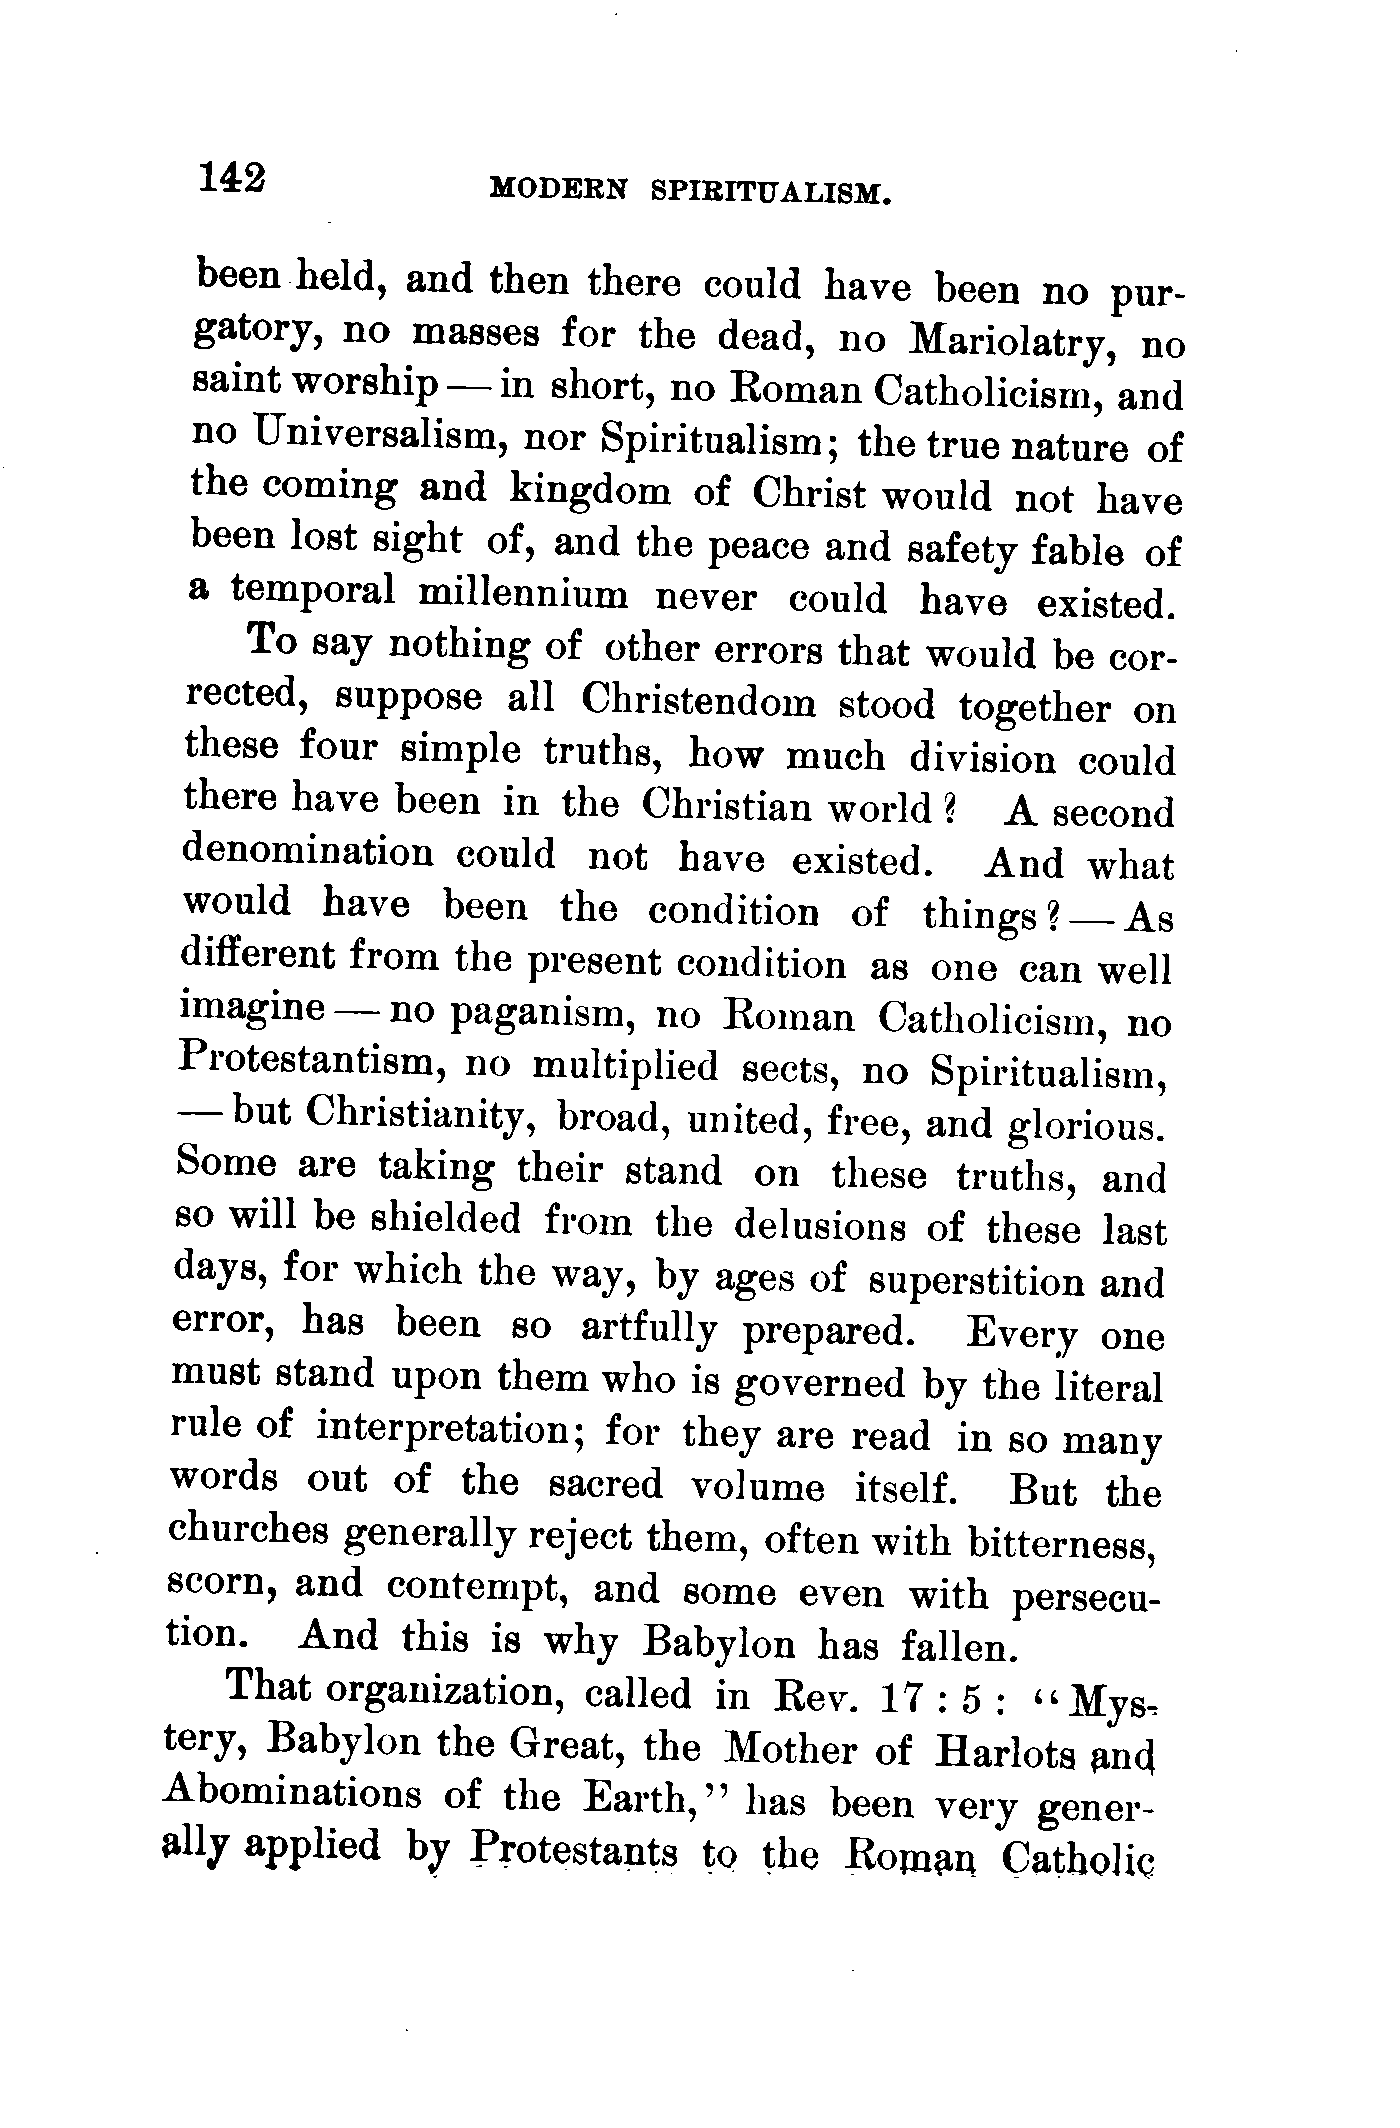 142
MODERN SPIRITUALISM.
been held, and then there could have been no pur-
gatory, no masses for the dead, no Mariolatry, no
saint worship — in short, no Roman Catholicism, and
no Universalism, nor Spiritualism; the true nature of
the coming and kingdom of Christ would not have
been lost sight of, and the peace and safety fable of
a temporal millennium never could have existed.
To say nothing of other errors that would be cor-
rected, suppose all Christendom stood together on
these four simple truths, how much division could
there have been in the Christian world? A second
denomination could not have existed. And what
would have been the condition of things? — As
different from the present condition as one can well
imagine — no paganism, no Roman Catholicism, no
Protestantism, no multiplied sects, no Spiritualism,
— but Christianity, broad, united, free, and glorious.
Some are taking their stand on these truths, and
so will be shielded from the delusions of these last
days, for which the way, by ages of superstition and
error, has been so artfully prepared. Every one
must stand upon them who is governed by the literal
rule of interpretation; for they are read in so many
words out of the sacred volume itself. But the
churches generally reject them, often with bitterness,
scorn, and contempt, and some even with persecu-
tion. And this is why Babylon has fallen.
That organization, called in Rev. 17 : 5 : “Mys-
tery, Babylon the Great, the Mother of Harlots and
Abominations of the Earth,” has been very gener-
ally applied by Protestants to the Roman Catholic